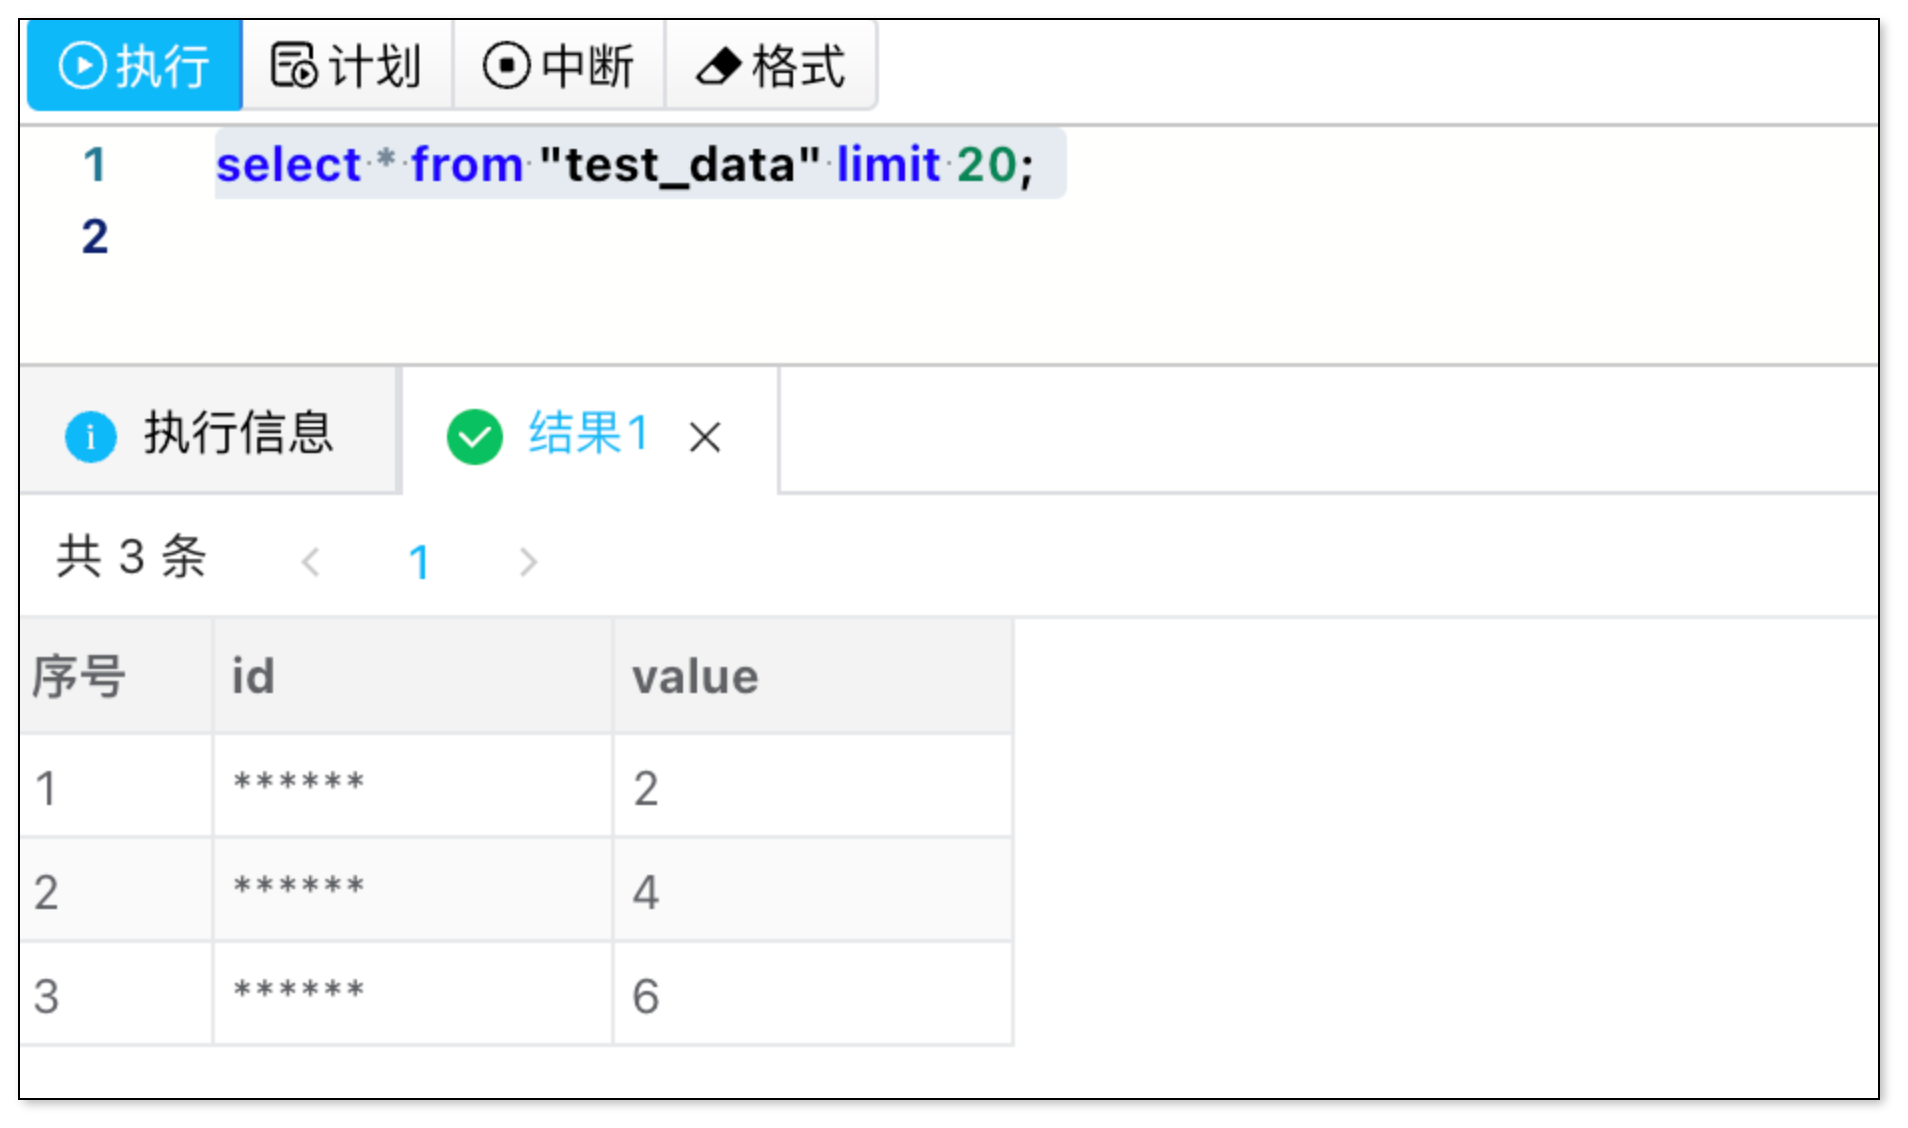 执行 计划 中断 格式
1 select * from "test_data" limit 20;
2
执行信息 结果1
共 3 条 < 1 >
序号 id value
1 ****** 2
2 ****** 4
3 ****** 6